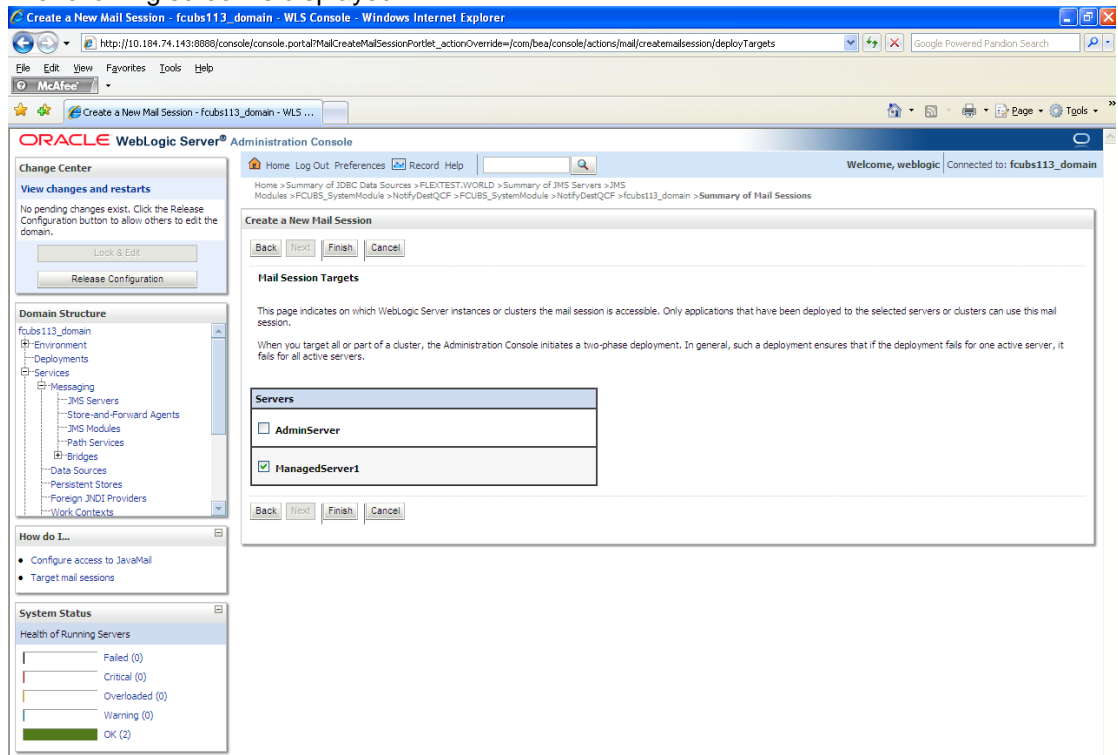 Create a New Mail Session - fcubs113_domain - WLS Console - Windows Internet Explorer
http://10.184.74.143:8888/console/console.portal?MailCreateMailSessionPortlet_actionOverride=/com/bea/console/actions/mail/createmailsession/deployTargets
Google Powered Pandion Search
File Edit View Favorites Tools Help
McAfee
Create a New Mail Session - fcubs113_domain - WLS ...
Page Tools »
ORACLE WebLogic Server® Administration Console
Change Center
View changes and restarts
No pending changes exist. Click the Release
Configuration button to allow others to edit the
domain.
Lock & Edit
Release Configuration
Domain Structure
fcubs113_domain
Environment
Deployments
Services
Messaging
JMS Servers
Store-and-Forward Agents
JMS Modules
Path Services
Bridges
Data Sources
Persistent Stores
Foreign JNDI Providers
Work Contexts
How do I...
Configure access to JavaMail
Target mail sessions
System Status
Health of Running Servers
Failed (0)
Critical (0)
Overloaded (0)
Warning (0)
OK (2)
Home Log Out Preferences Record Help
Welcome, weblogic Connected to: fcubs113_domain
Home >Summary of JDBC Data Sources >FLEXTEST.WORLD >Summary of JMS Servers >JMS
Modules >FCUBS_SystemModule >NotifyDestQCF >FCUBS_SystemModule >NotifyDestQCF >fcubs113_domain >Summary of Mail Sessions
Create a New Mail Session
Back Next Finish Cancel
Mail Session Targets
This page indicates on which WebLogic Server instances or clusters the mail session is accessible. Only applications that have been deployed to the selected servers or clusters can use this mail
session.
When you target all or part of a cluster, the Administration Console initiates a two-phase deployment. In general, such a deployment ensures that if the deployment fails for one active server, it
fails for all active servers.
Servers
AdminServer
ManagedServer1
Back Next Finish Cancel